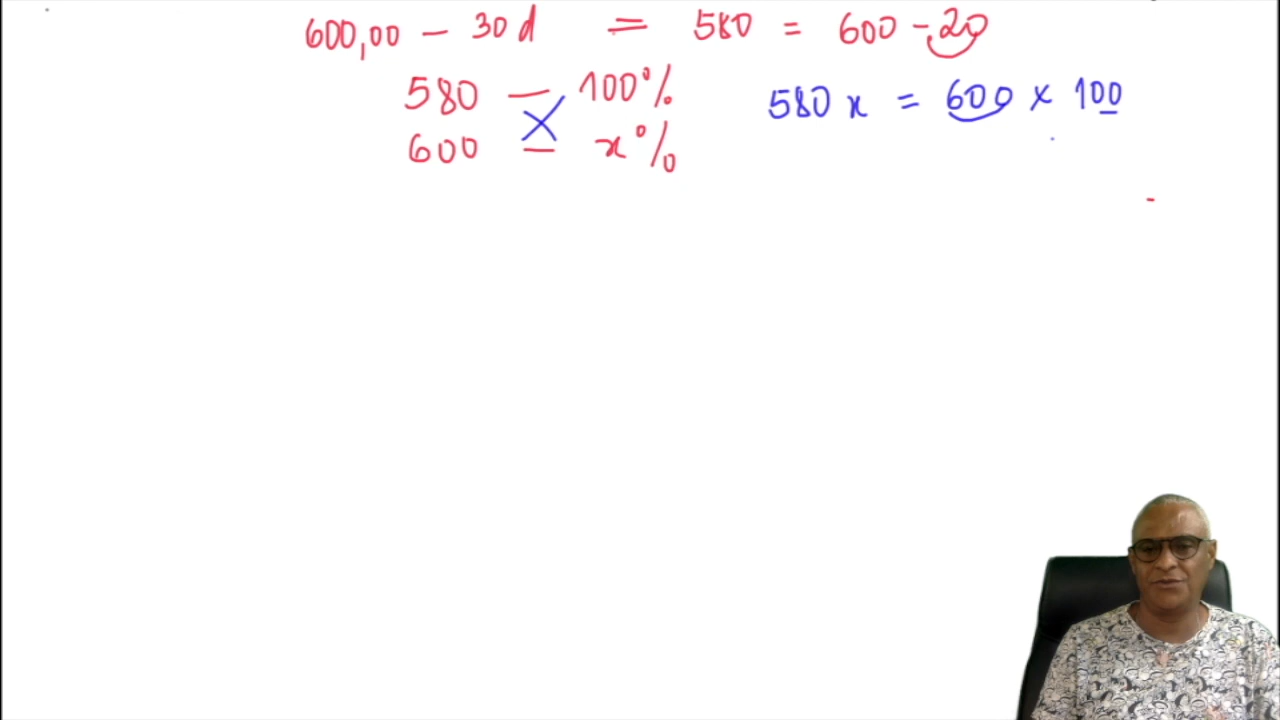 600,00 — 30 d = 580 = 600 - 20
580 — 100% 580 x = 600 x 100
600 — x%